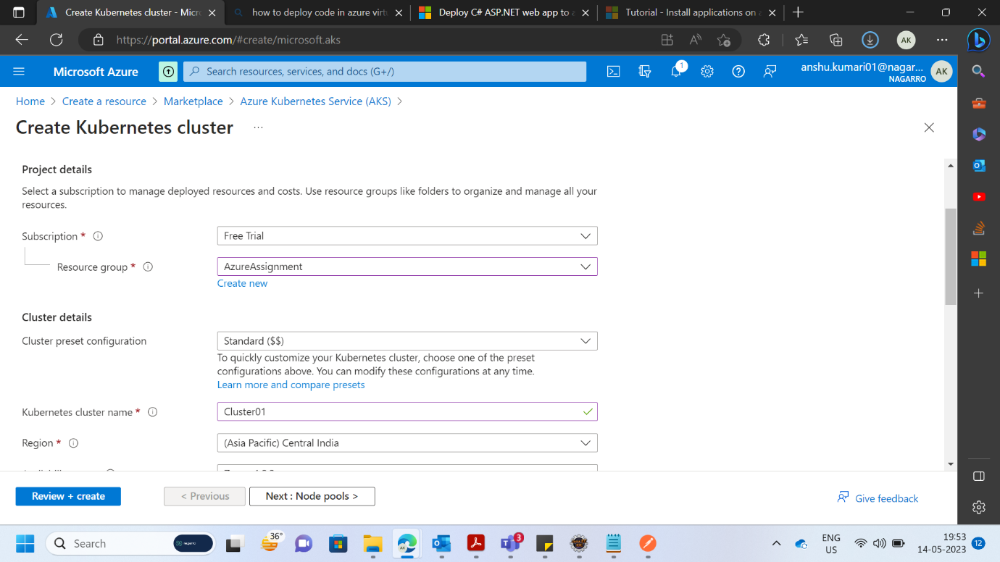 Create Kubernetes cluster - Micr
how to deploy code in azure virt
Deploy C# ASP.NET web app to a
Tutorial - Install applications on a
https://portal.azure.com/#create/microsoft.aks
AK
Microsoft Azure
Search resources, services, and docs (G+/)
1
anshu.kumari01@nagar...
NAGARRO
AK
Home > Create a resource > Marketplace > Azure Kubernetes Service (AKS) >
Create Kubernetes cluster ...
Project details
Select a subscription to manage deployed resources and costs. Use resource groups like folders to organize and manage all your
resources.
Subscription *
Free Trial
Resource group *
AzureAssignment
Create new
Cluster details
Cluster preset configuration
Standard ($$)
To quickly customize your Kubernetes cluster, choose one of the preset
configurations above. You can modify these configurations at any time.
Learn more and compare presets
Kubernetes cluster name *
Cluster01
Region *
(Asia Pacific) Central India
Review + create
< Previous
Next : Node pools >
Give feedback
Search
36°
3
ENG
US
19:53
14-05-2023
12